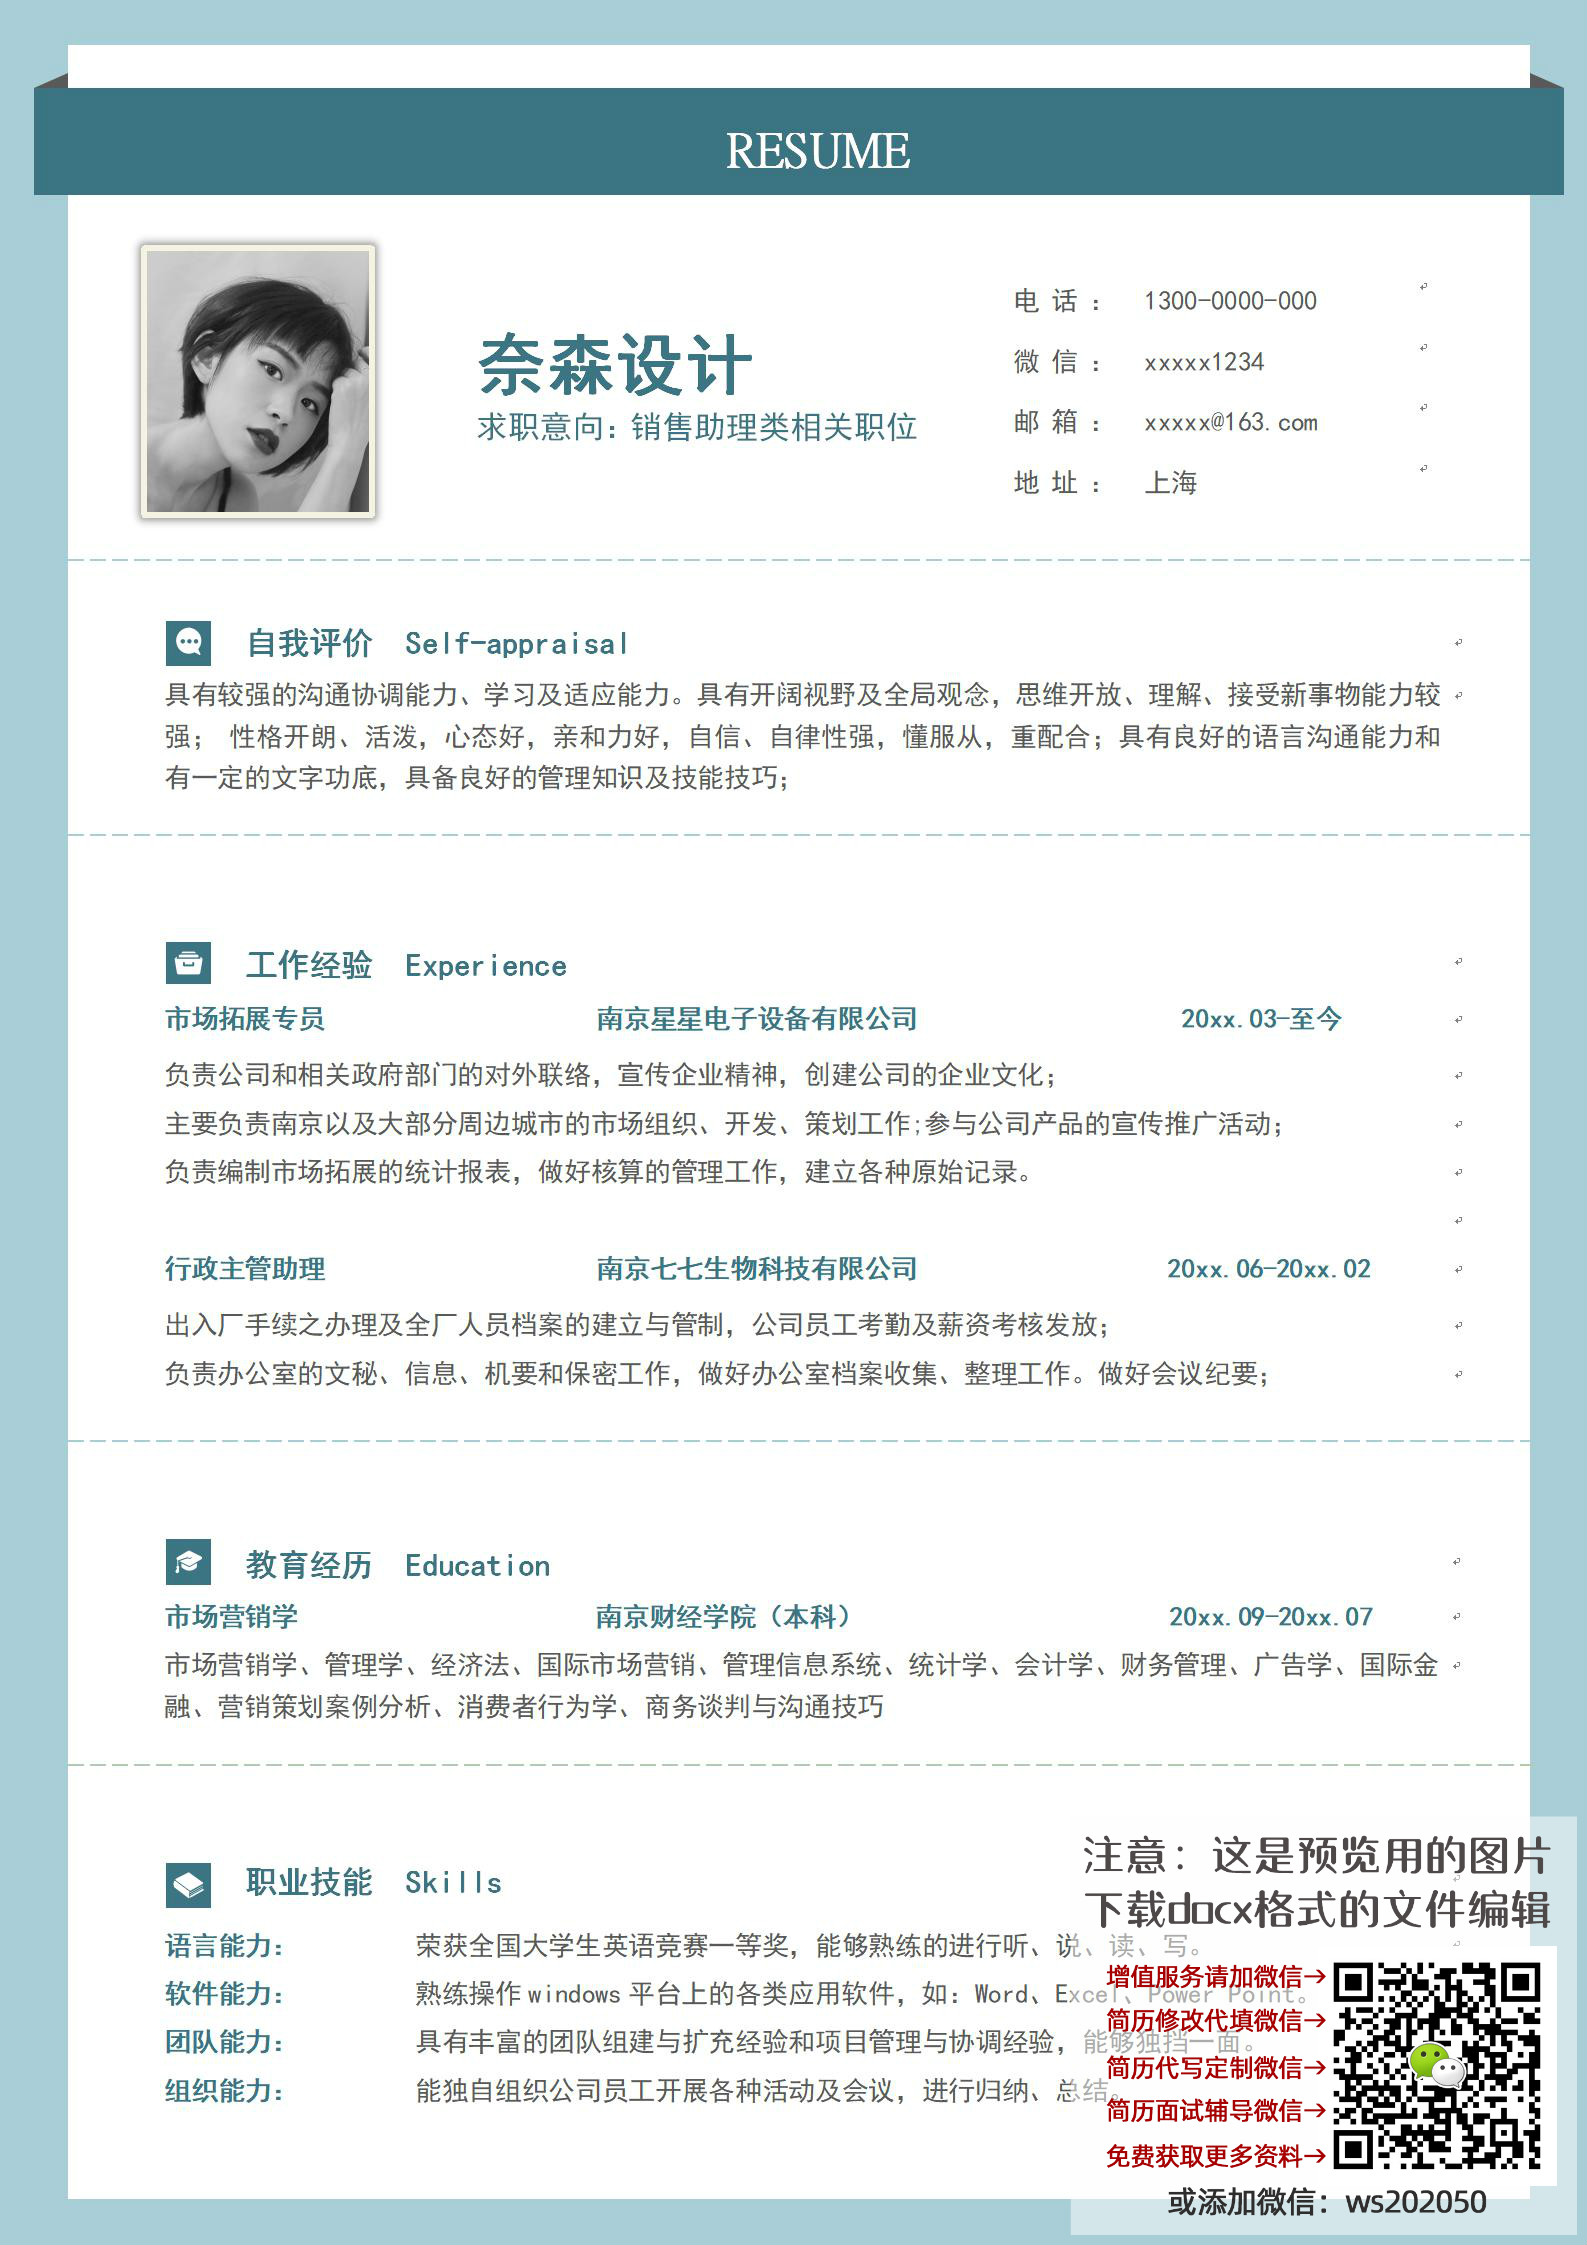 RESUME
奈森设计
求职意向：销售助理类相关职位
电 话 ： 1300-0000-000
微 信 ： xxxxx1234
邮 箱 ： xxxxx@163.com
地 址 ： 上海
自我评价 Self-appraisal
具有较强的沟通协调能力、学习及适应能力。具有开阔视野及全局观念，思维开放、理解、接受新事物能力较
强； 性格开朗、活泼，心态好，亲和力好，自信、自律性强，懂服从，重配合；具有良好的语言沟通能力和
有一定的文字功底，具备良好的管理知识及技能技巧；
工作经验 Experience
市场拓展专员 南京星星电子设备有限公司 20xx.03-至今
负责公司和相关政府部门的对外联络，宣传企业精神，创建公司的企业文化；
主要负责南京以及大部分周边城市的市场组织、开发、策划工作;参与公司产品的宣传推广活动；
负责编制市场拓展的统计报表，做好核算的管理工作，建立各种原始记录。
行政主管助理 南京七七生物科技有限公司 20xx.06-20xx.02
出入厂手续之办理及全厂人员档案的建立与管制，公司员工考勤及薪资考核发放；
负责办公室的文秘、信息、机要和保密工作，做好办公室档案收集、整理工作。做好会议纪要；
教育经历 Education
市场营销学 南京财经学院（本科） 20xx.09-20xx.07
市场营销学、管理学、经济法、国际市场营销、管理信息系统、统计学、会计学、财务管理、广告学、国际金
融、营销策划案例分析、消费者行为学、商务谈判与沟通技巧
职业技能 Skills
语言能力： 荣获全国大学生英语竞赛一等奖，能够熟练的进行听、说、读、写。
软件能力： 熟练操作 windows 平台上的各类应用软件，如：Word、Excel、Power Point。
团队能力： 具有丰富的团队组建与扩充经验和项目管理与协调经验，能够独挡一面。
组织能力： 能独自组织公司员工开展各种活动及会议，进行归纳、总结。
注意：这是预览用的图片
下载docx格式的文件编辑
增值服务请加微信→
简历修改代填微信→
简历代写定制微信→
简历面试辅导微信→
免费获取更多资料→
或添加微信：ws202050